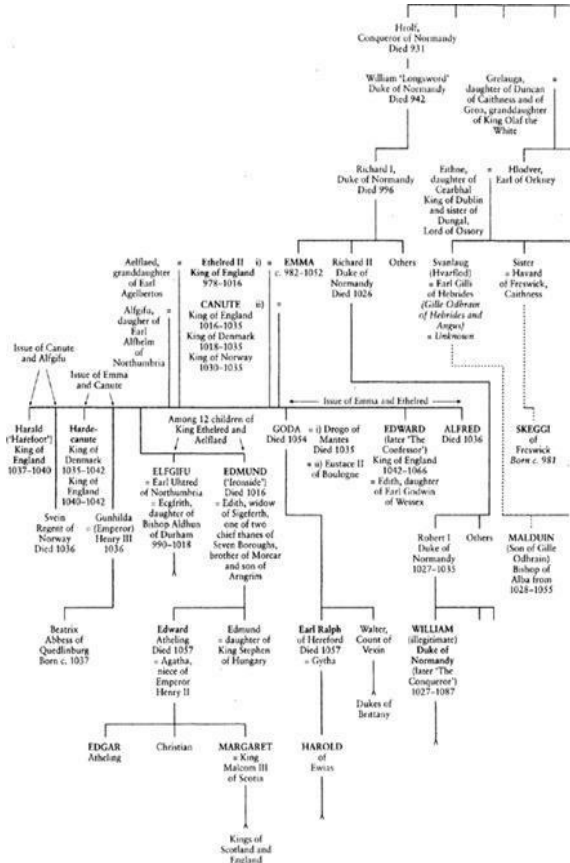 Hrolf,
Conqueror of Normandy
Died 931
William 'Longsword'
Duke of Normandy
Died 942
Grelauga,
daughter of Duncan
of Caithness and of
Groa, granddaughter
of King Olaf the
White
=
Richard I,
Duke of Normandy
Died 996
Eithne,
daughter of
Cearbhal
King of Dublin
and sister of
Dungal,
Lord of Ossory
=
Hlodver,
Earl of Orkney
Aelflaed,
granddaughter
of Earl
Agelbertos
=
Ethelred II
King of England
978–1016
i) =
EMMA
c. 982–1052
Richard II
Duke of
Normandy
Died 1026
Others
Svanlaug
(Hvarflod)
= Earl Gills
of Hebrides
(Gille Odhrain
of Hebrides and
Angus)
= Unknown
Sister
= Havard
of Freswick,
Caithness
Alfgifu,
daugher of
Earl
Alfhelm
of
Northumbria
=
CANUTE
King of England
1016–1035
King of Denmark
1018–1035
King of Norway
1030–1035
ii) =
Issue of Canute
and Alfgifu
Issue of Emma
and Canute
Issue of Emma and Ethelred
Among 12 children of
King Ethelred and
Aelflaed
Harald
('Harefoot')
King of
England
1037–1040
Harde-
canute
King of
Denmark
1035–1042
King of
England
1040–1042
GODA
Died 1054
= i) Drogo of
Mantes
Died 1035
= ii) Eustace II
of Boulogne
EDWARD
(later 'The
Confessor')
King of England
1042–1066
= Edith, daughter
of Earl Godwin
of Wessex
ALFRED
Died 1036
SKEGGI
of
Freswick
Born c. 981
ELFGIFU
= Earl Uhtred
of Northumbria
= Ecgfrith,
daughter of
Bishop Aldhun
of Durham
990–1018
EDMUND
('Ironside')
Died 1016
= Edith, widow
of Sigeferth,
one of two
chief thanes of
Seven Boroughs,
brother of Morcar
and son of
Arngrim
Svein
Regent of
Norway
Died 1036
Gunhilda
= (Emperor)
Henry III
1036
Robert I
Duke of
Normandy
1027–1035
Others
MALDUIN
(Son of Gille
Odhrain)
Bishop of
Alba from
1028–1055
Beatrix
Abbess of
Quedlinburg
Born c. 1037
Edward
Atheling
Died 1057
= Agatha,
niece of
Emperor
Henry II
Edmund
= daughter of
King Stephen
of Hungary
Earl Ralph
of Hereford
Died 1057
= Gytha
Walter,
Count of
Vexin
WILLIAM
(illegitimate)
Duke of
Normandy
(later 'The
Conqueror')
1027–1087
Dukes of
Brittany
EDGAR
Atheling
Christian
MARGARET
= King
Malcom III
of Scotia
HAROLD
of
Ewias
Kings of
Scotland and
England